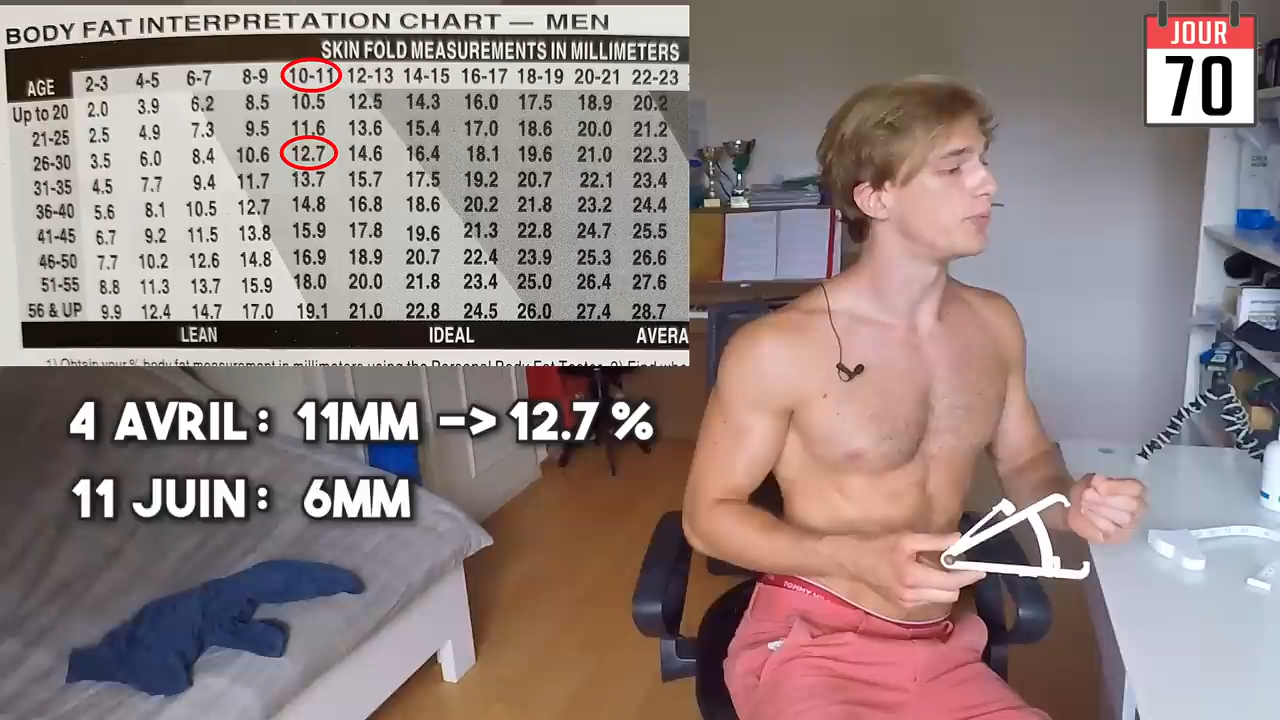 BODY FAT INTERPRETATION CHART — MEN
SKIN FOLD MEASUREMENTS IN MILLIMETERS
AGE 2-3 4-5 6-7 8-9 10-11 12-13 14-15 16-17 18-19 20-21 22-23
Up to 20 2.0 3.9 6.2 8.5 10.5 12.5 14.3 16.0 17.5 18.9 20.2
21-25 2.5 4.9 7.3 9.5 11.6 13.6 15.4 17.0 18.6 20.0 21.2
26-30 3.5 6.0 8.4 10.6 12.7 14.6 16.4 18.1 19.6 21.0 22.3
31-35 4.5 7.7 9.4 11.7 13.7 15.7 17.5 19.2 20.7 22.1 23.4
36-40 5.6 8.1 10.5 12.7 14.8 16.8 18.6 20.2 21.8 23.2 24.4
41-45 6.7 9.2 11.5 13.8 15.9 17.8 19.6 21.3 22.8 24.7 25.5
46-50 7.7 10.2 12.6 14.8 16.9 18.9 20.7 22.4 23.9 25.3 26.6
51-55 8.8 11.3 13.7 15.9 18.0 20.0 21.8 23.4 25.0 26.4 27.6
56 & UP 9.9 12.4 14.7 17.0 19.1 21.0 22.8 24.5 26.0 27.4 28.7
LEAN IDEAL AVERA
JOUR
70
4 AVRIL : 11MM -> 12.7 %
11 JUIN : 6MM